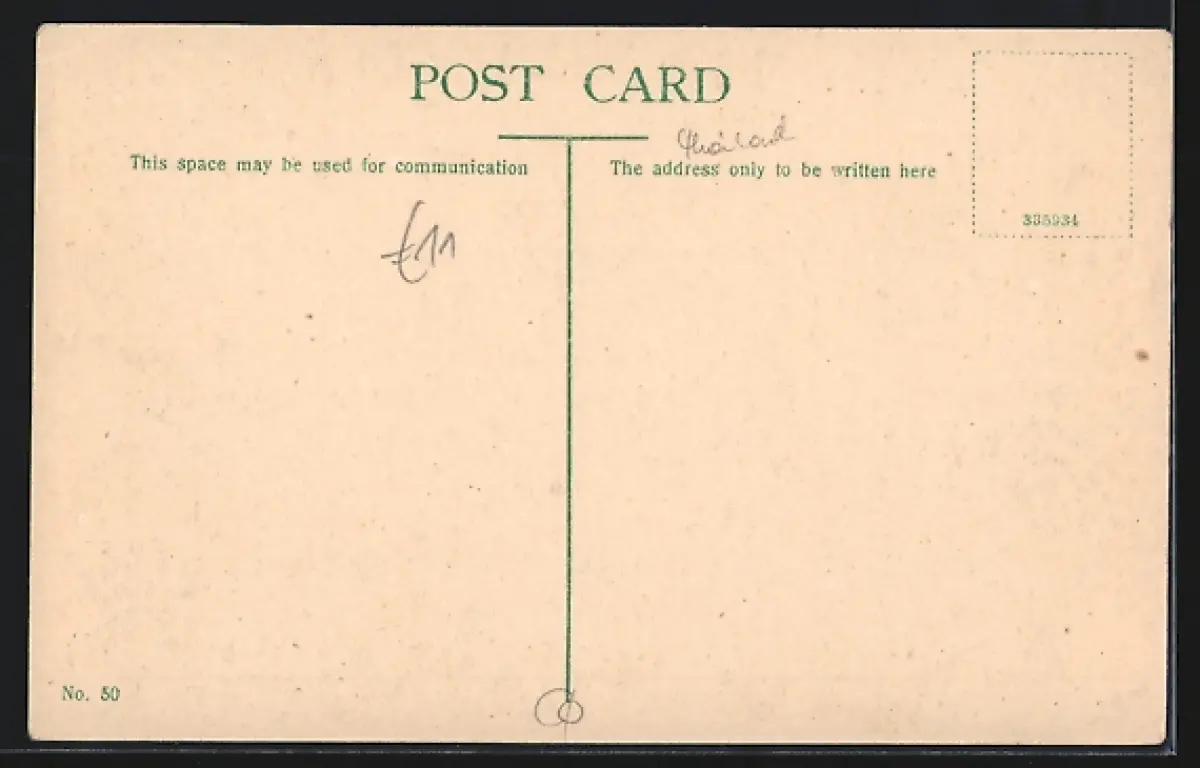 POST CARD
Thailand
This space may be used for communication
The address only to be written here
335934
£11
No. 50